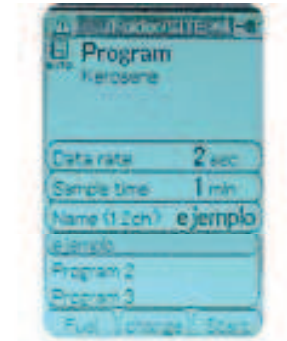 Program
Kerosene
Data rate 2 sec
Sample time 1 min
Name (12ch) ejemplo
ejemplo
Program 2
Program 3
Fuel change Start